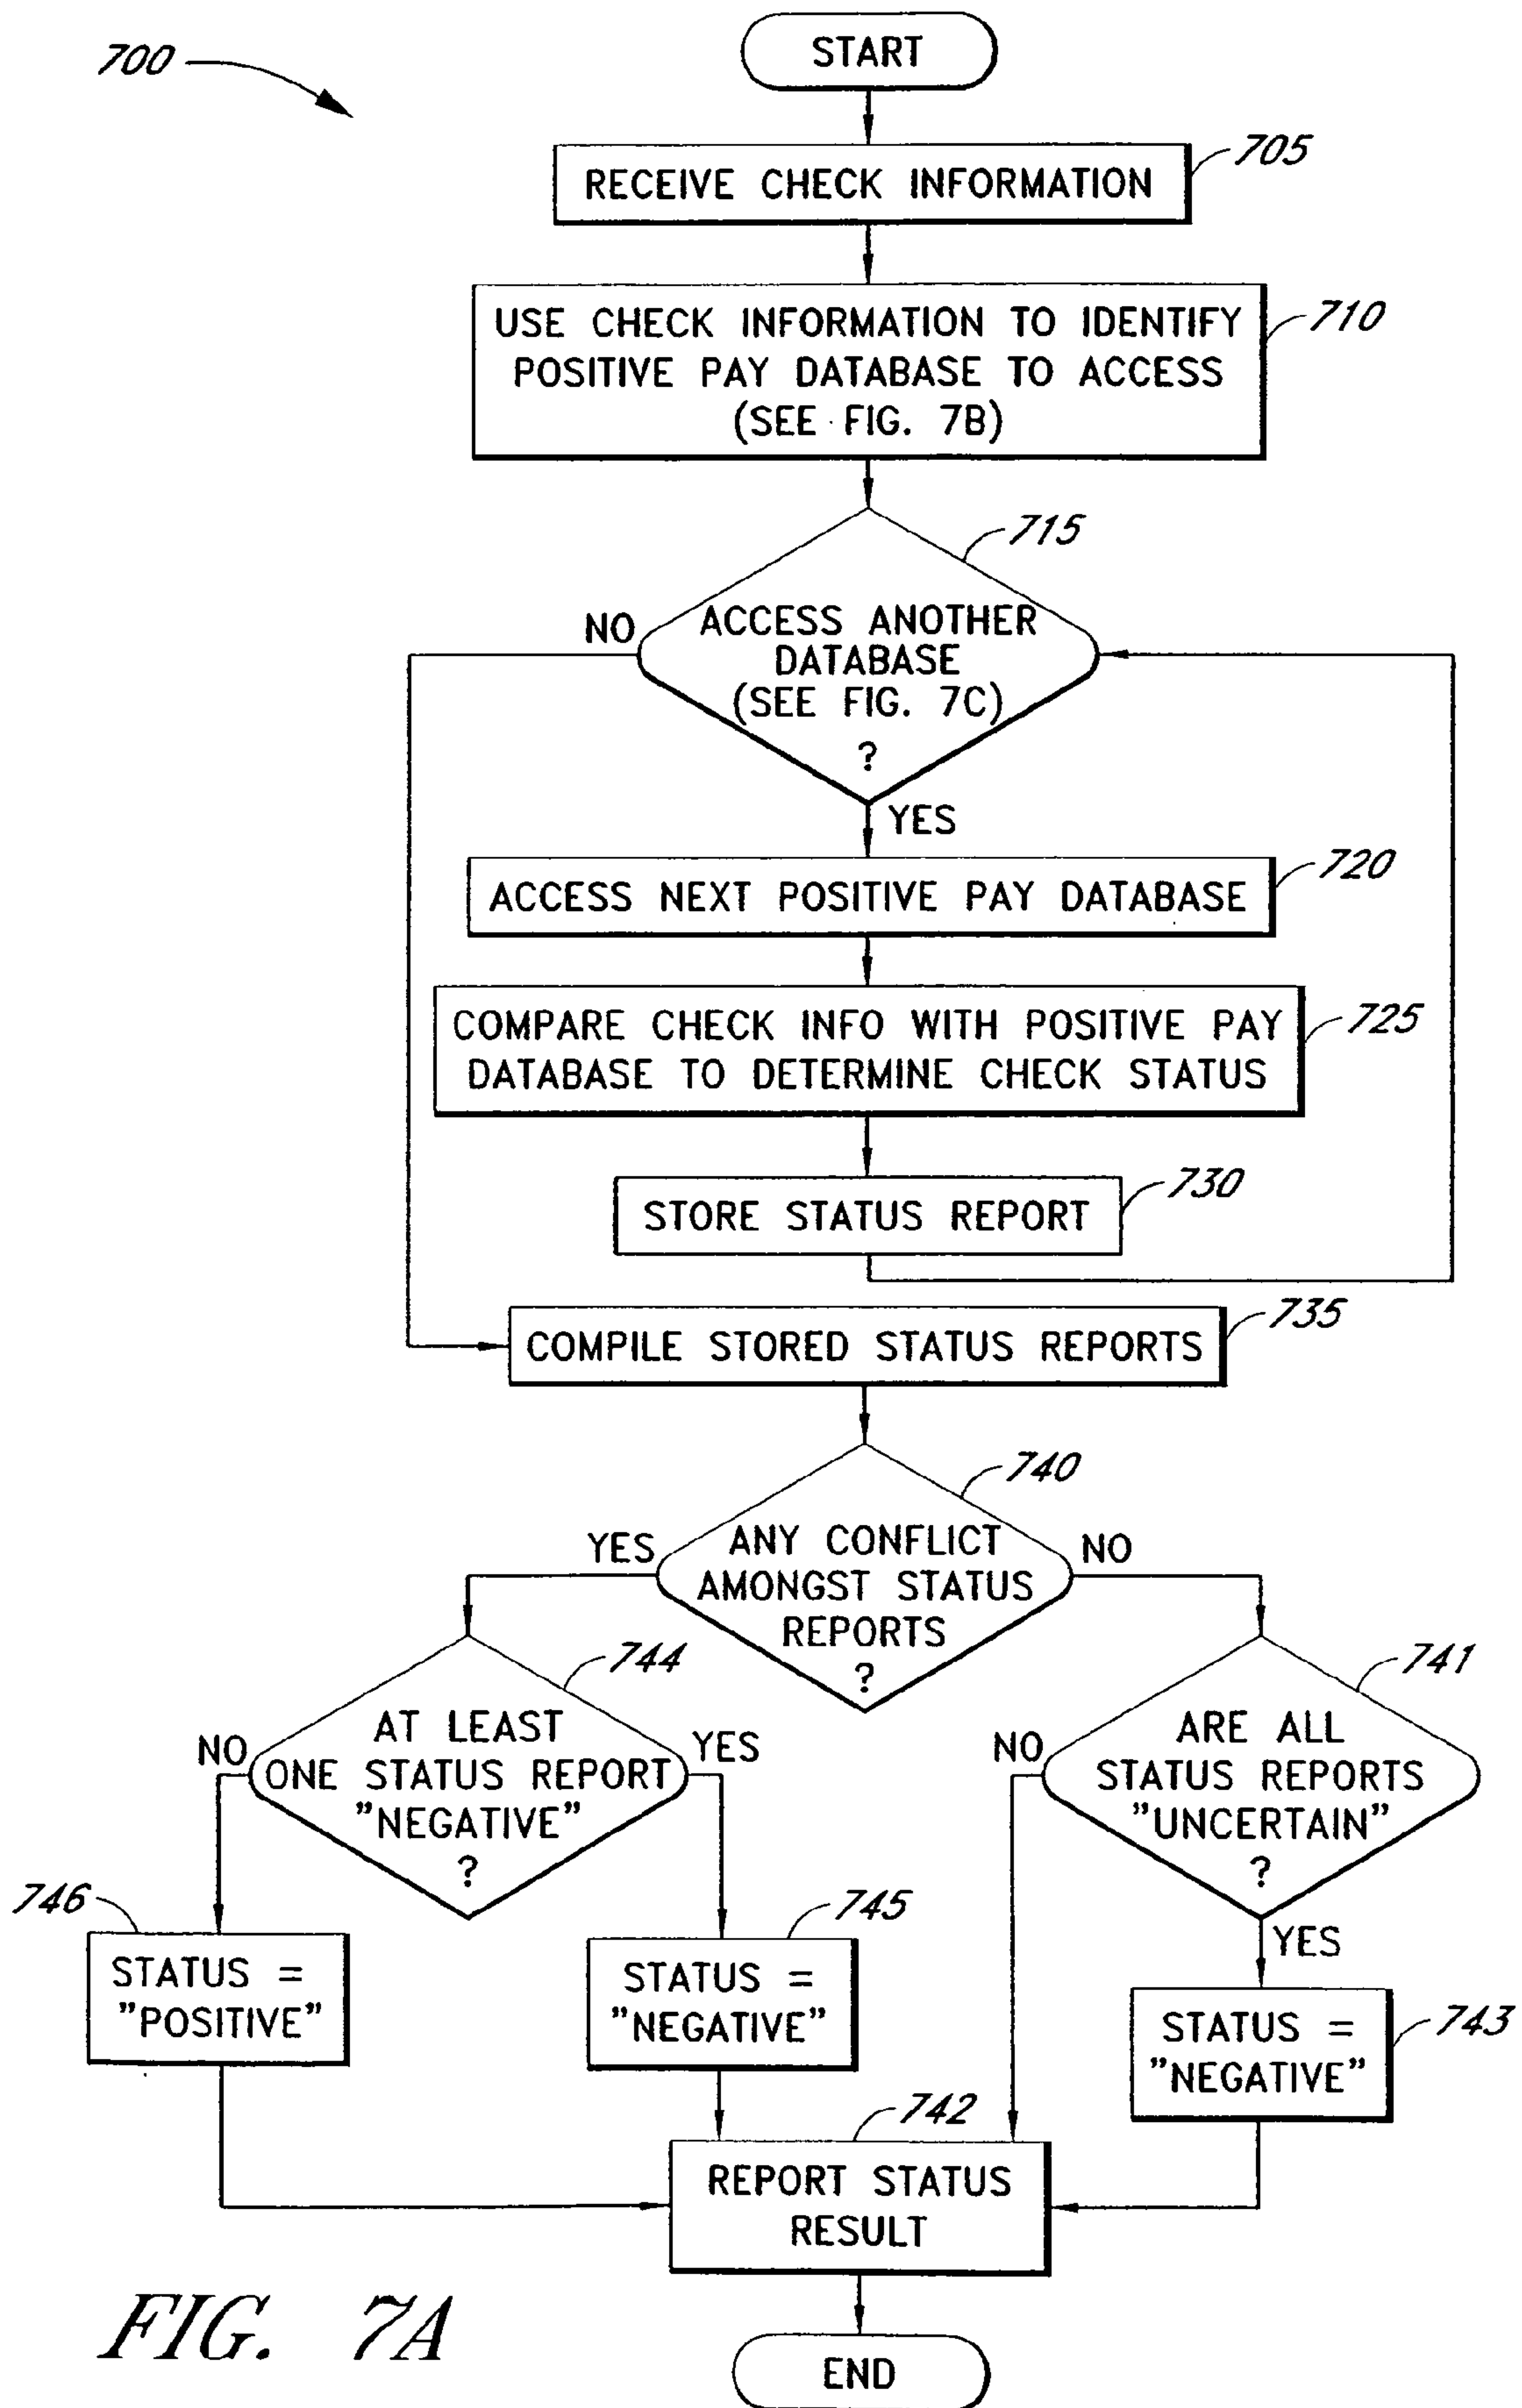 700
START
705
RECEIVE CHECK INFORMATION
710
USE CHECK INFORMATION TO IDENTIFY
POSITIVE PAY DATABASE TO ACCESS
(SEE FIG. 7B)
715
NO
ACCESS ANOTHER
DATABASE
(SEE FIG. 7C)
?
YES
720
ACCESS NEXT POSITIVE PAY DATABASE
725
COMPARE CHECK INFO WITH POSITIVE PAY
DATABASE TO DETERMINE CHECK STATUS
730
STORE STATUS REPORT
735
COMPILE STORED STATUS REPORTS
740
YES
ANY CONFLICT
AMONGST STATUS
REPORTS
?
NO
744
NO
AT LEAST
ONE STATUS REPORT
"NEGATIVE"
?
YES
741
NO
ARE ALL
STATUS REPORTS
"UNCERTAIN"
?
YES
746
STATUS =
"POSITIVE"
745
STATUS =
"NEGATIVE"
743
STATUS =
"NEGATIVE"
742
REPORT STATUS
RESULT
END
FIG. 7A